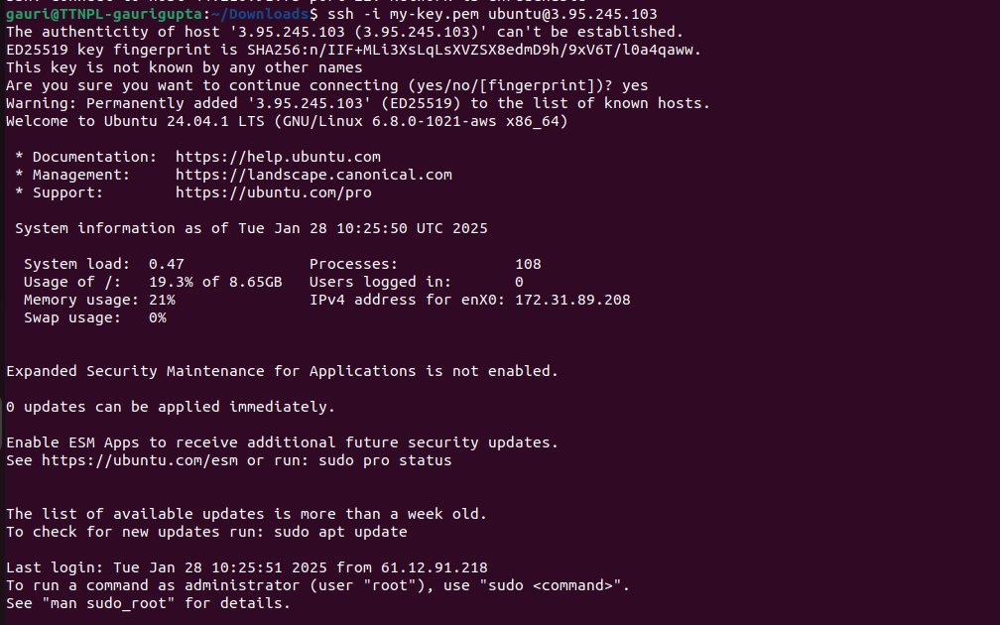 gauri@TTNPL-gaurigupta:~/Downloads$ ssh -i my-key.pem ubuntu@3.95.245.103
The authenticity of host '3.95.245.103 (3.95.245.103)' can't be established.
ED25519 key fingerprint is SHA256:n/IIF+MLi3XsLqLsXVZSX8edmD9h/9xV6T/l0a4qaww.
This key is not known by any other names
Are you sure you want to continue connecting (yes/no/[fingerprint])? yes
Warning: Permanently added '3.95.245.103' (ED25519) to the list of known hosts.
Welcome to Ubuntu 24.04.1 LTS (GNU/Linux 6.8.0-1021-aws x86_64)
* Documentation: https://help.ubuntu.com
* Management: https://landscape.canonical.com
* Support: https://ubuntu.com/pro
System information as of Tue Jan 28 10:25:50 UTC 2025
System load: 0.47 Processes: 108
Usage of /: 19.3% of 8.65GB Users logged in: 0
Memory usage: 21% IPv4 address for enX0: 172.31.89.208
Swap usage: 0%
Expanded Security Maintenance for Applications is not enabled.
0 updates can be applied immediately.
Enable ESM Apps to receive additional future security updates.
See https://ubuntu.com/esm or run: sudo pro status
The list of available updates is more than a week old.
To check for new updates run: sudo apt update
Last login: Tue Jan 28 10:25:51 2025 from 61.12.91.218
To run a command as administrator (user "root"), use "sudo <command>".
See "man sudo_root" for details.